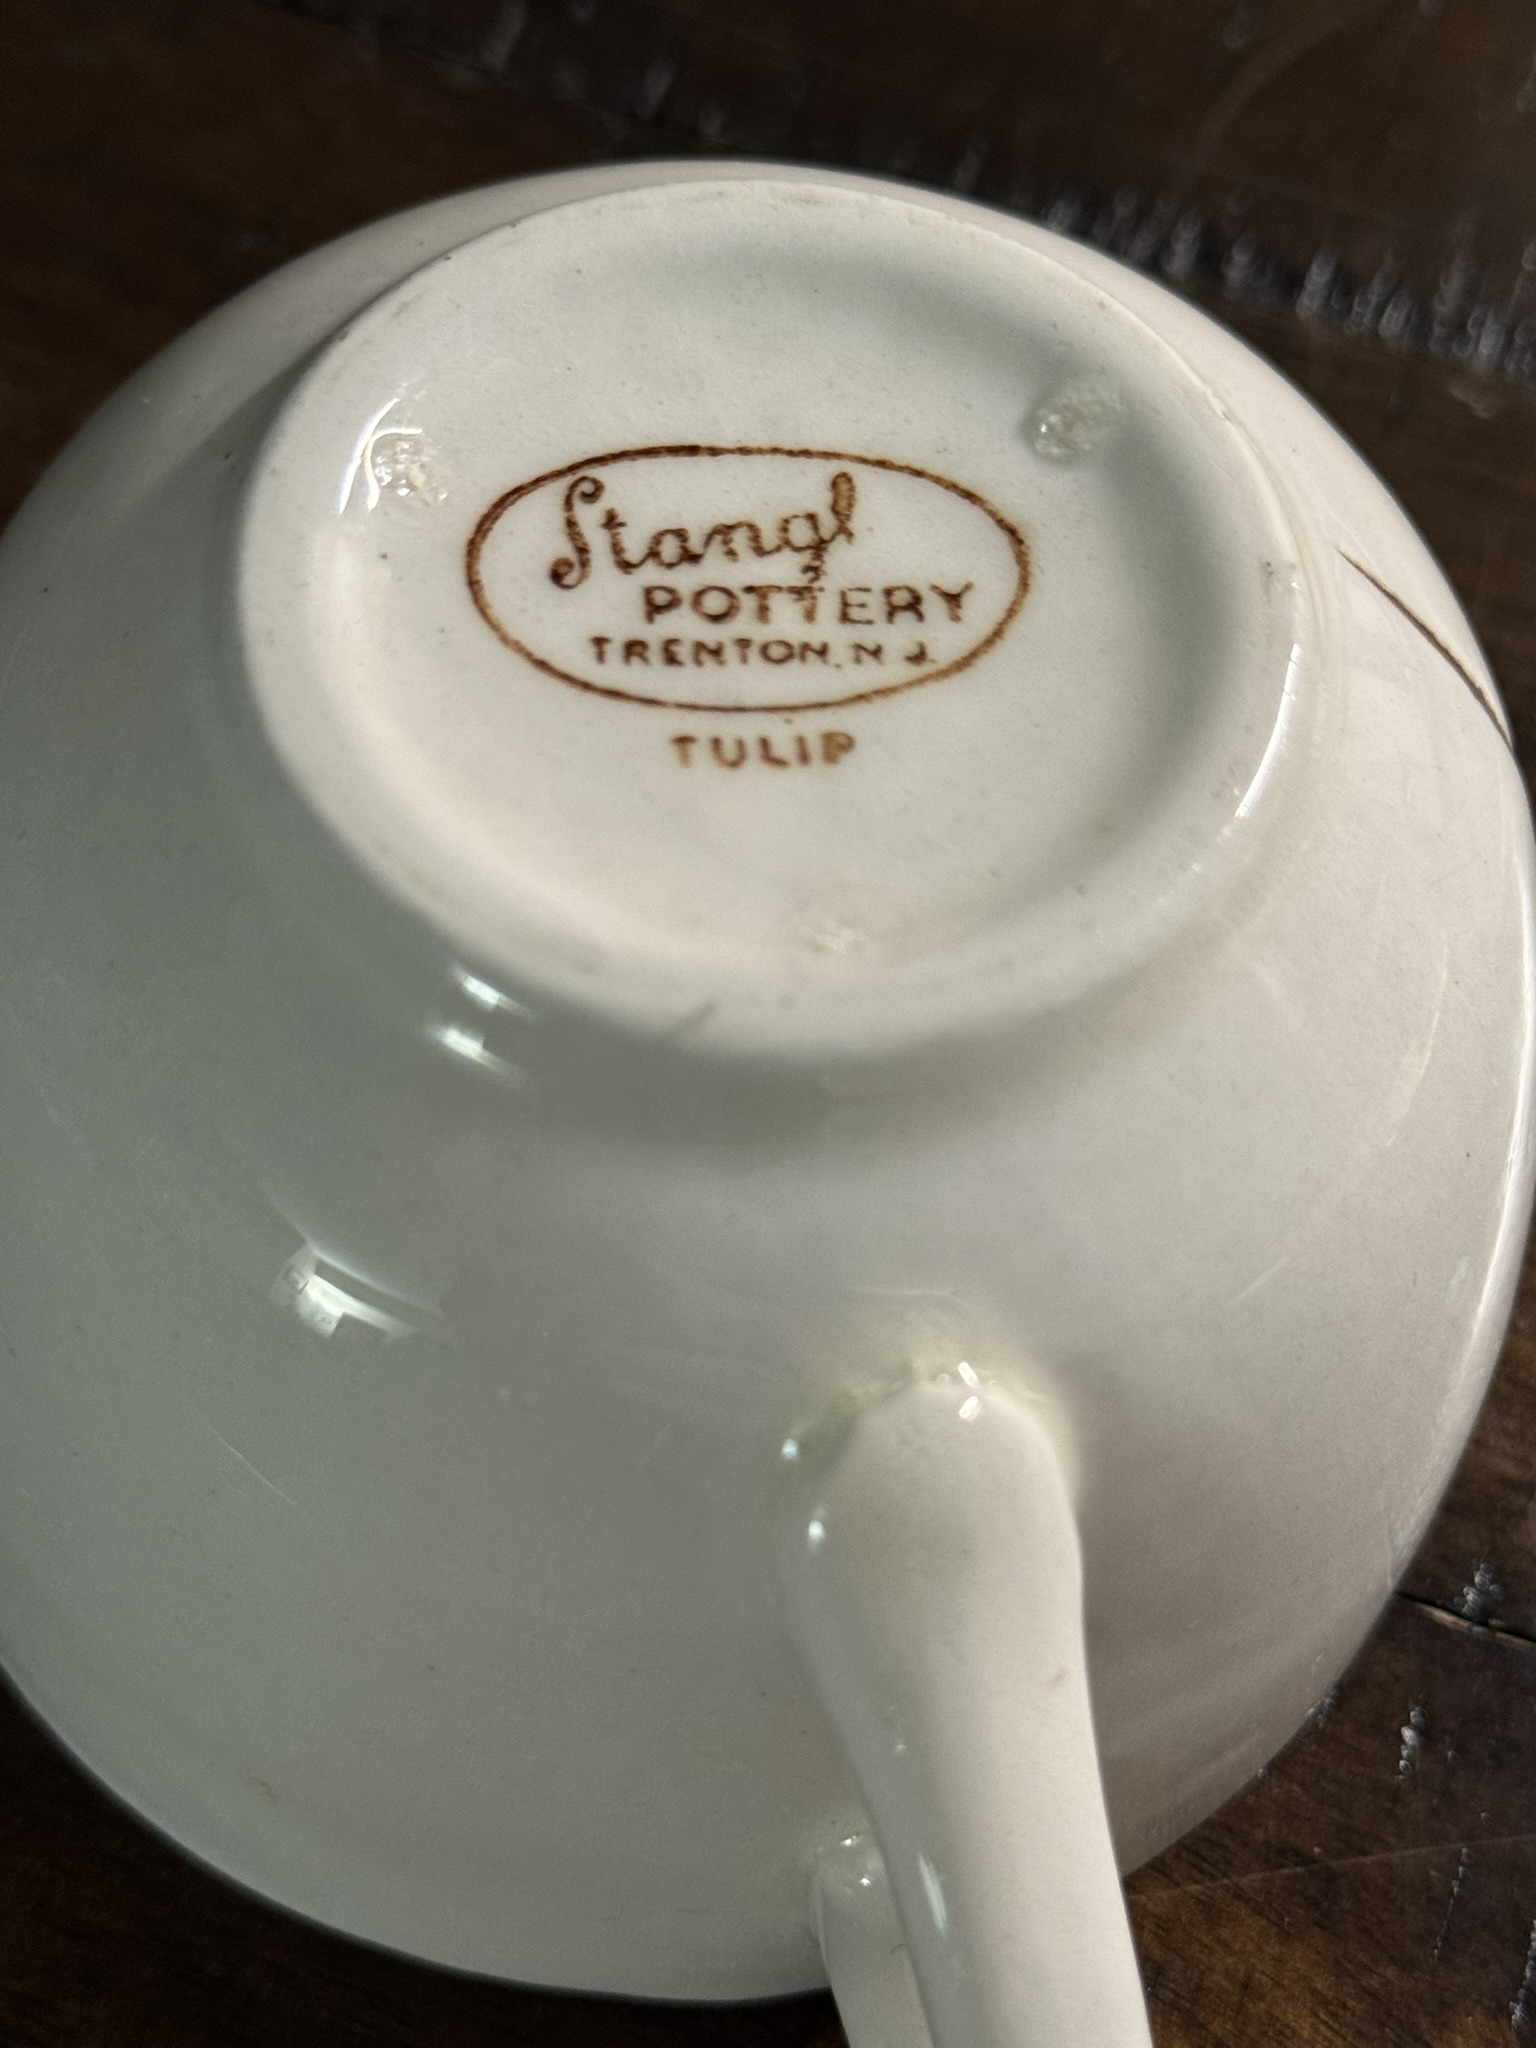 Stangl
POTTERY
TRENTON, N.J.
TULIP